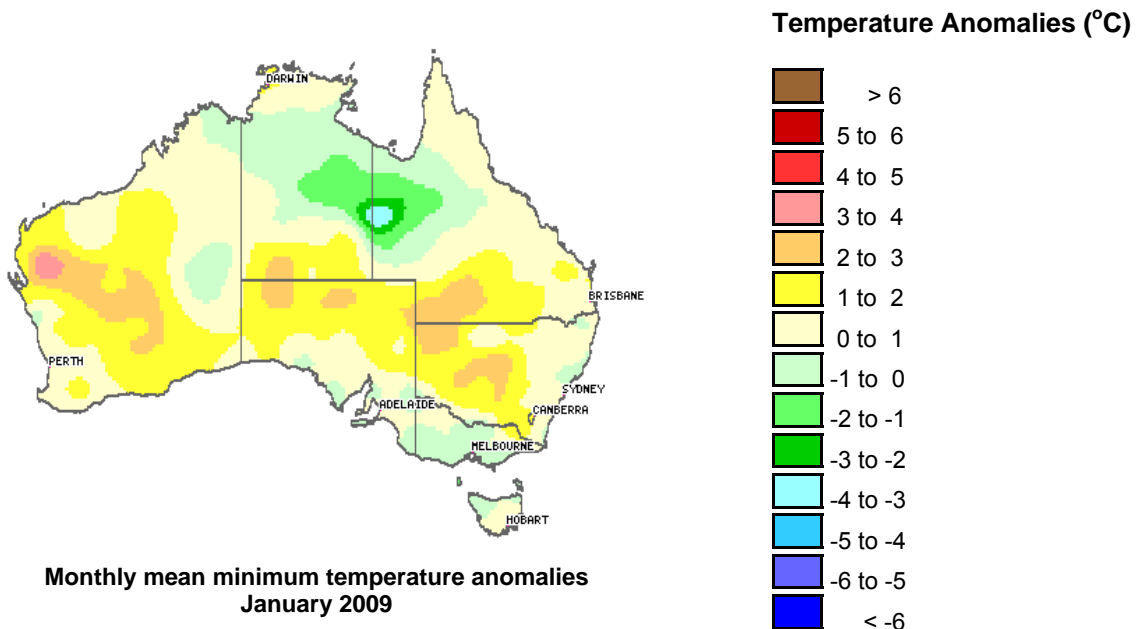 Temperature Anomalies (°C)
DARWIN
BRISBANE
PERTH
SYDNEY
ADELAIDE
CANBERRA
MELBOURNE
HOBART
Monthly mean minimum temperature anomalies
January 2009
> 6
5 to 6
4 to 5
3 to 4
2 to 3
1 to 2
0 to 1
-1 to 0
-2 to -1
-3 to -2
-4 to -3
-5 to -4
-6 to -5
< -6